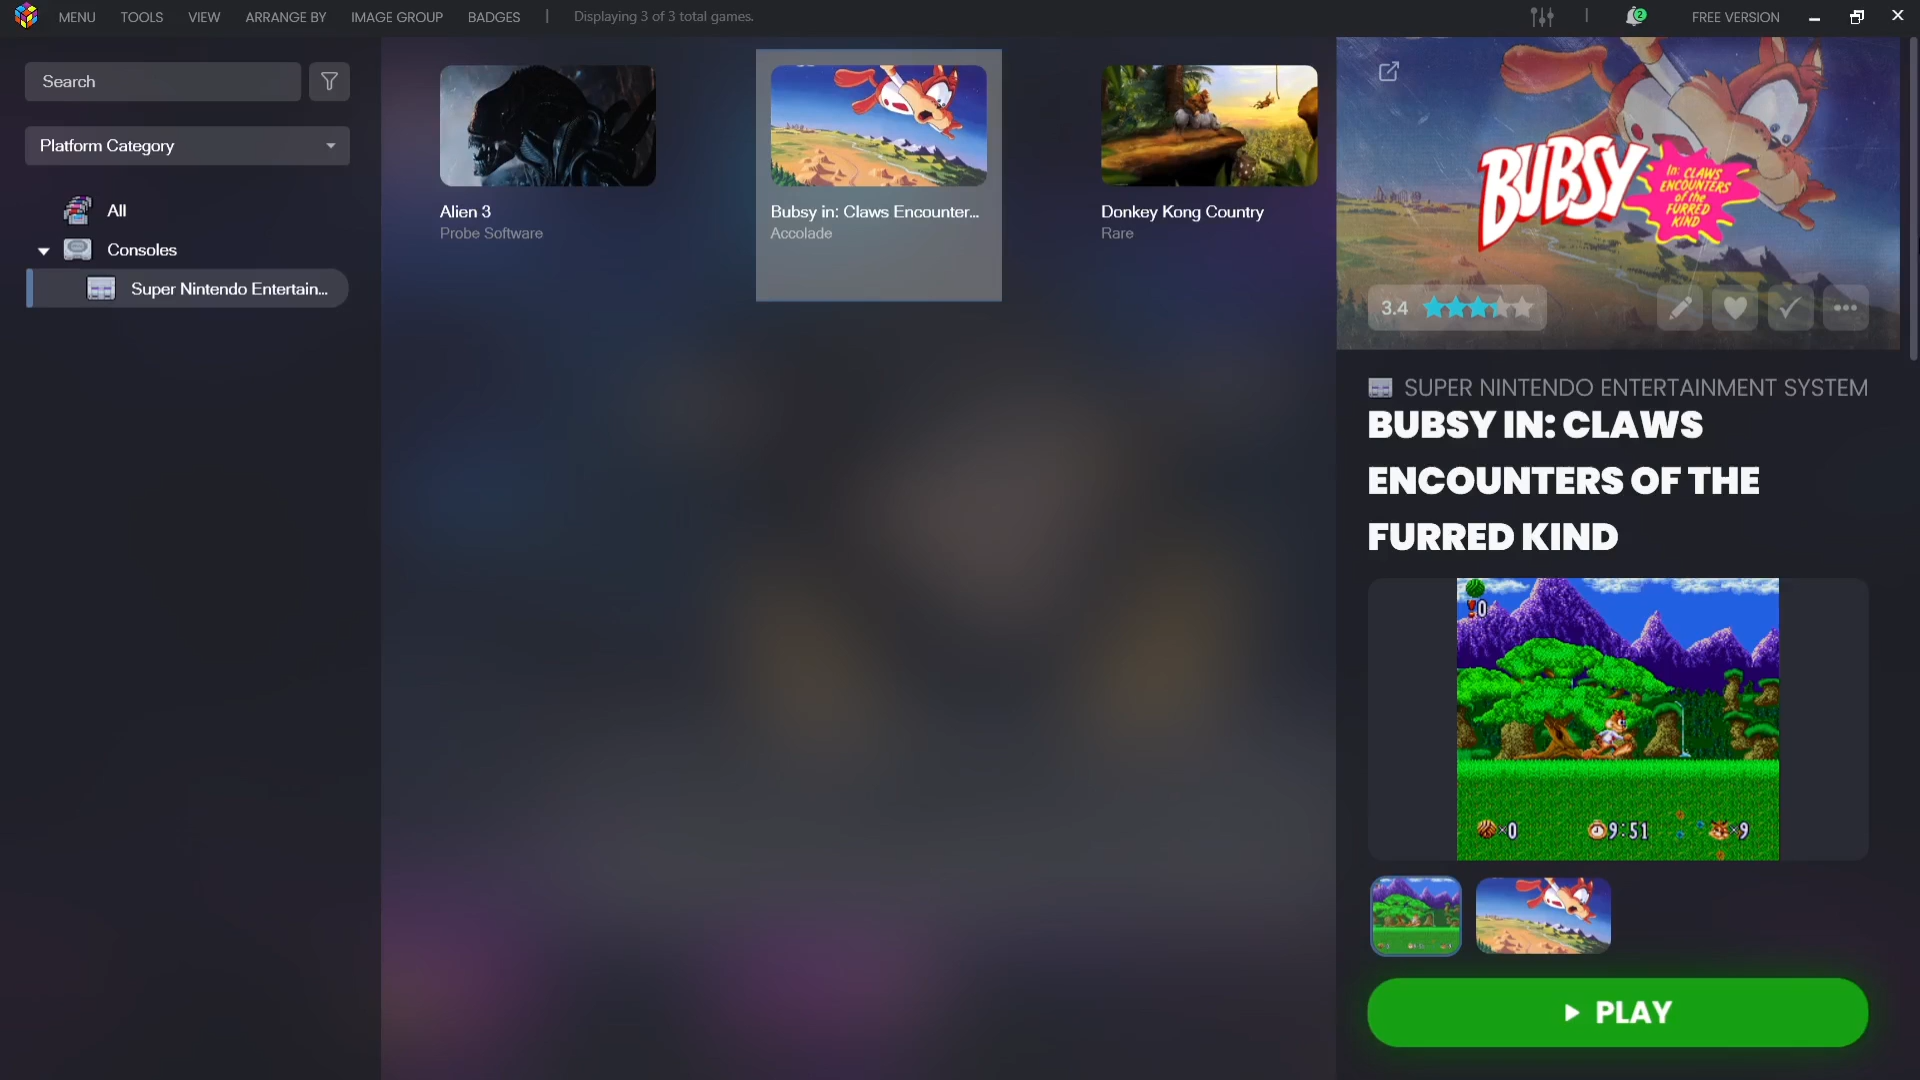 MENU TOOLS VIEW ARRANGE BY IMAGE GROUP BADGES | Displaying 3 of 3 total games. | 2 FREE VERSION
Search
Platform Category
All
Consoles
Super Nintendo Entertain...
Alien 3
Probe Software
Bubsy in: Claws Encounter...
Accolade
Donkey Kong Country
Rare
BUBSY
In: CLAWS
ENCOUNTERS
of the
FURRED
KIND
3.4
SUPER NINTENDO ENTERTAINMENT SYSTEM
BUBSY IN: CLAWS
ENCOUNTERS OF THE
FURRED KIND
0
×0 9:51 ×9
PLAY